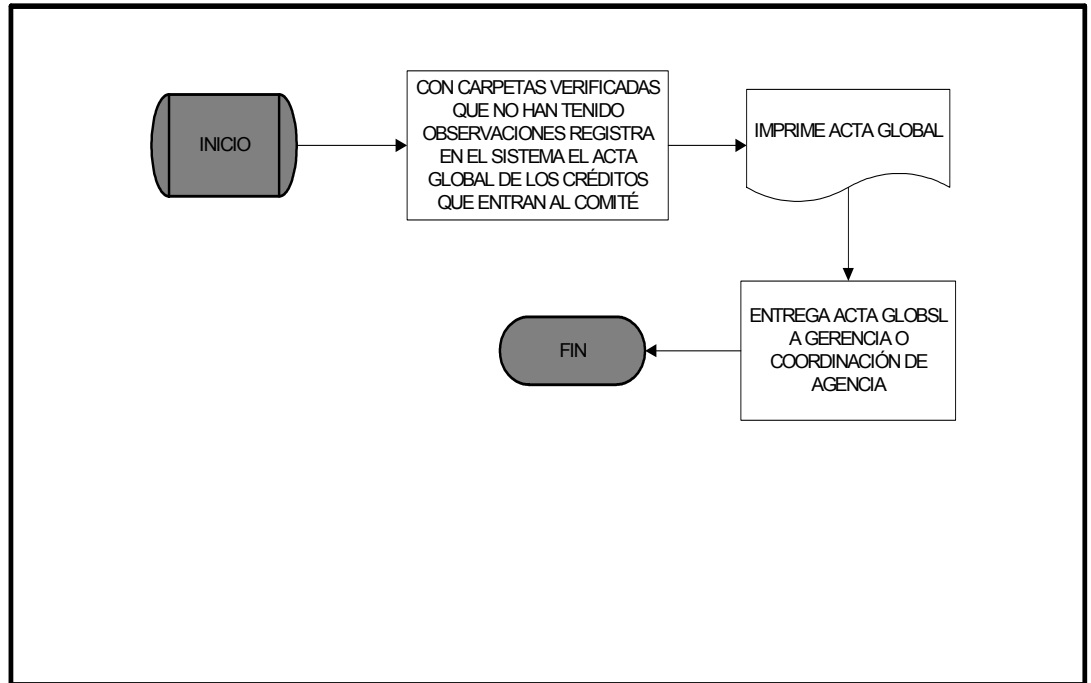 INICIO
CON CARPETAS VERIFICADAS
QUE NO HAN TENIDO
OBSERVACIONES REGISTRA
EN EL SISTEMA EL ACTA
GLOBAL DE LOS CRÉDITOS
QUE ENTRAN AL COMITÉ
IMPRIME ACTA GLOBAL
ENTREGA ACTA GLOBSL
A GERENCIA O
COORDINACIÓN DE
AGENCIA
FIN